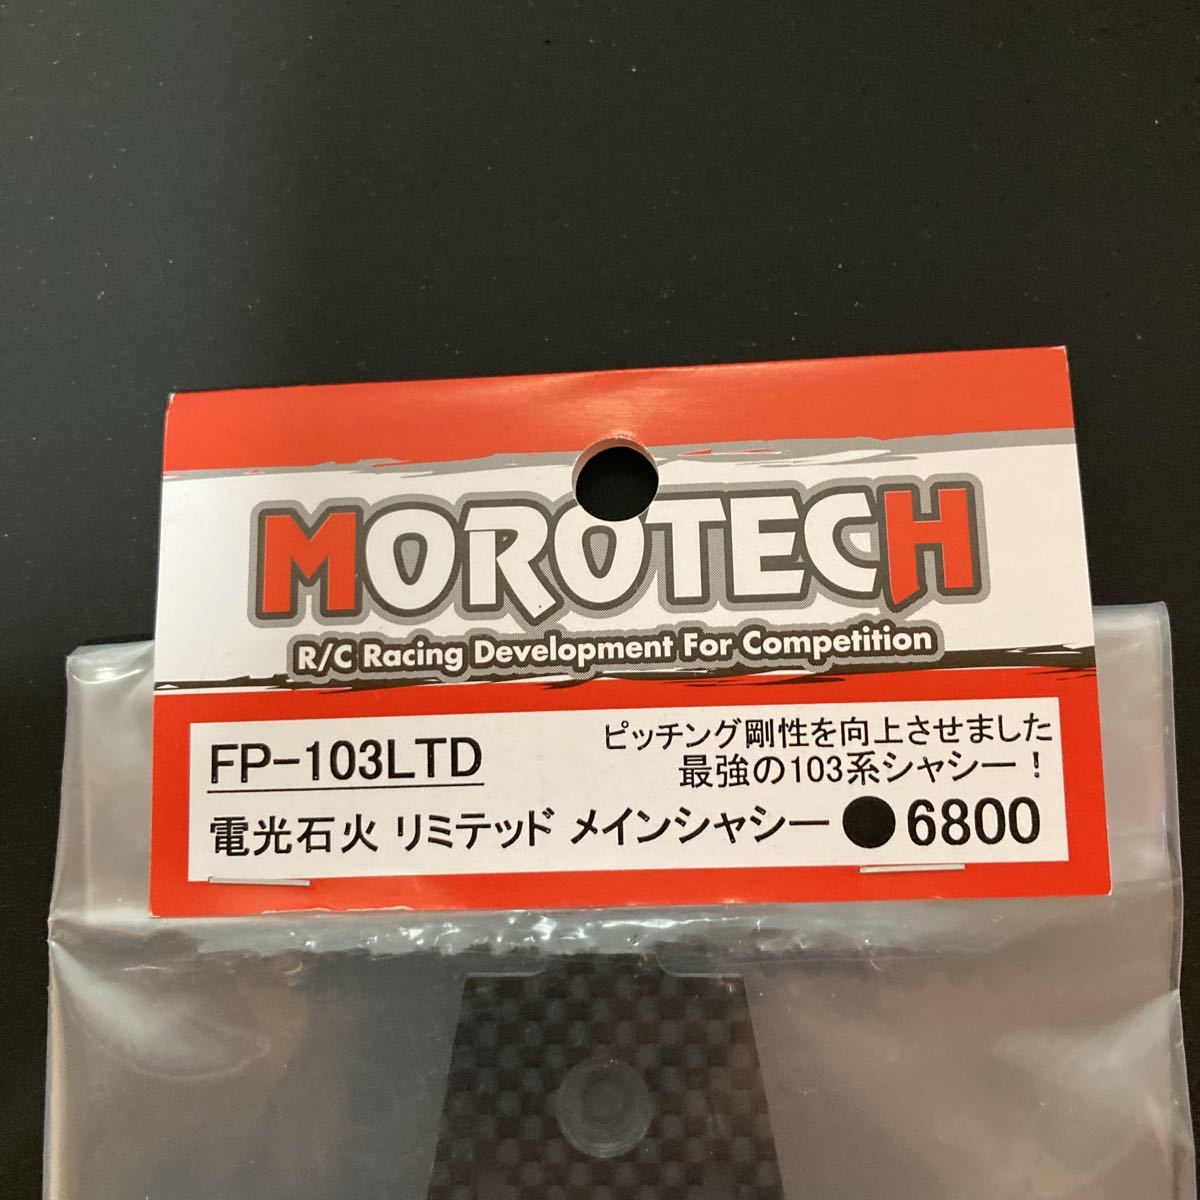 MOROTECH
R/C Racing Development For Competition
FP-103LTD
ピッチング剛性を向上させました
最強の103系シャシー！
電光石火 リミテッド メインシャシー ●6800